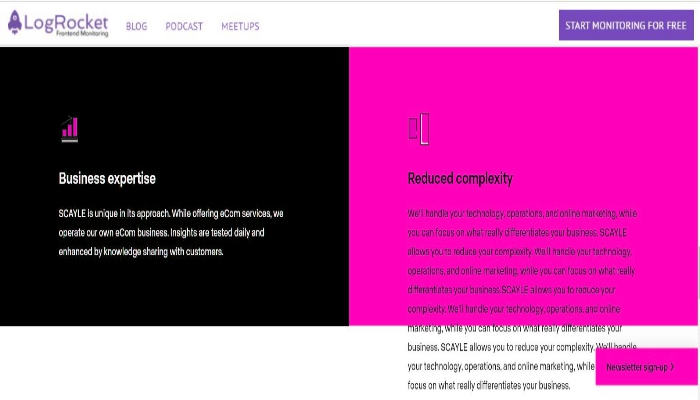 LogRocket
Frontend Monitoring
BLOG
PODCAST
MEETUPS
START MONITORING FOR FREE
Business expertise
SCAYLE is unique in its approach. While offering eCom services, we
operate our own eCom business. Insights are tested daily and
enhanced by knowledge sharing with customers.
Reduced complexity
We'll handle your technology, operations, and online marketing, while
you can focus on what really differentiates your business. SCAYLE
allows you to reduce your complexity. We'll handle your technology,
operations, and online marketing, while you can focus on what really
differentiates your business.SCAYLE allows you to reduce your
complexity. We'll handle your technology, operations, and online
marketing, while you can focus on what really differentiates your
business. SCAYLE allows you to reduce your complexity. We'll handle
your technology, operations, and online marketing, while
focus on what really differentiates your business.
Newsletter sign-up